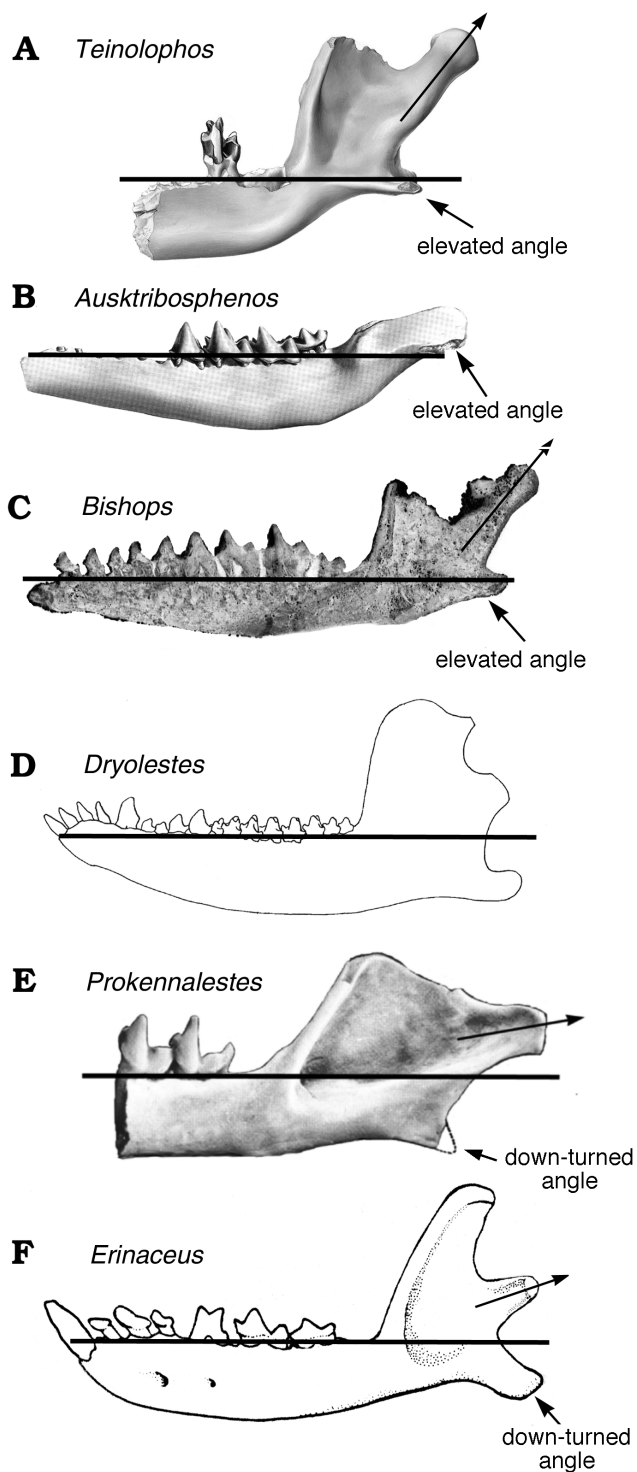 A Teinolophos
elevated angle
B Ausktribosphenos
elevated angle
C Bishops
elevated angle
D Dryolestes
E Prokennalestes
down-turned
angle
F Erinaceus
down-turned
angle